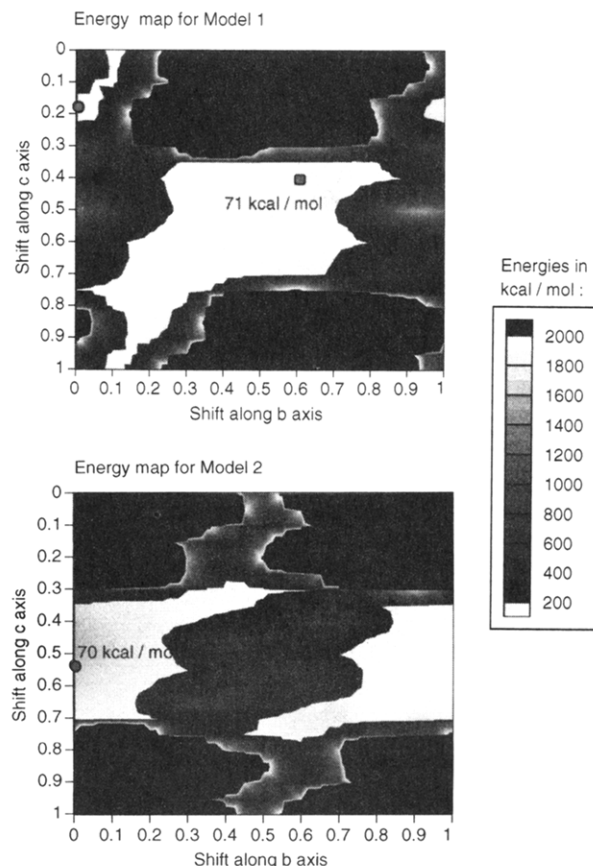 Energy map for Model 1
0
0.1
0.2
0.3
0.4
0.5
0.6
0.7
0.8
0.9
1
Shift along c axis
71 kcal / mol
0 0.1 0.2 0.3 0.4 0.5 0.6 0.7 0.8 0.9 1
Shift along b axis
Energies in
kcal / mol :
2000
1800
1600
1400
1200
1000
800
600
400
200
Energy map for Model 2
0
0.1
0.2
0.3
0.4
0.5
0.6
0.7
0.8
0.9
1
Shift along c axis
70 kcal / mo
0 0.1 0.2 0.3 0.4 0.5 0.6 0.7 0.8 0.9 1
Shift along b axis